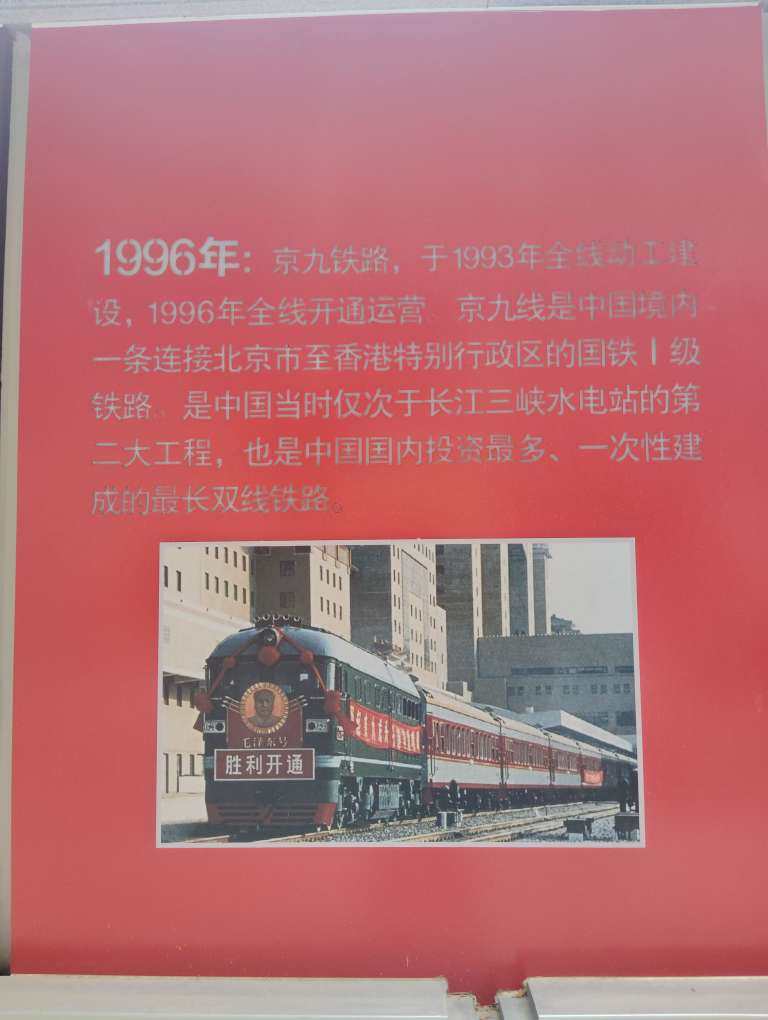 1996年：京九铁路，于1993年全线动工建
设，1996年全线开通运营 京九线是中国境内
一条连接北京市至香港特别行政区的国铁Ⅰ级
铁路。是中国当时仅次于长江三峡水电站的第
二大工程，也是中国国内投资最多、一次性建
成的最长双线铁路。
毛泽东号
胜利开通